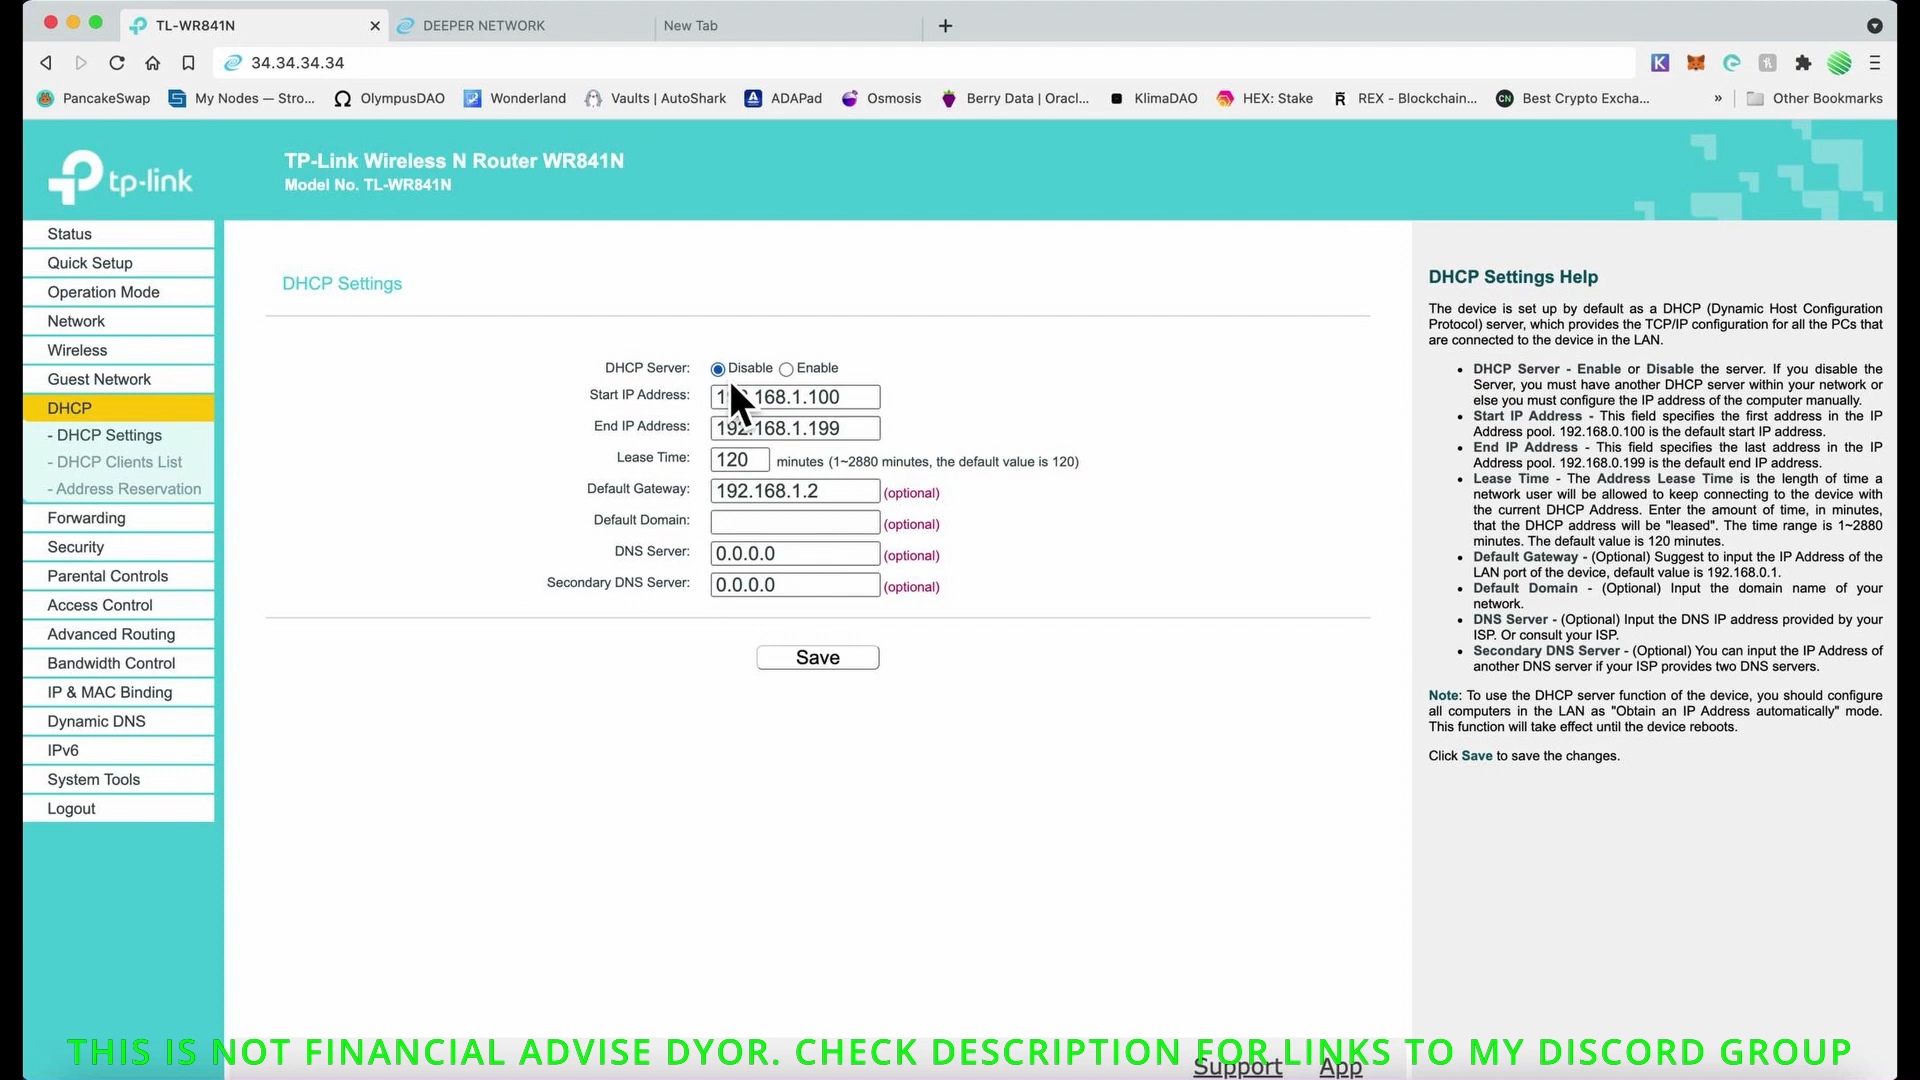 TL-WR841N
DEEPER NETWORK
New Tab
34.34.34.34
PancakeSwap
My Nodes — Stro...
OlympusDAO
Wonderland
Vaults | AutoShark
ADAPad
Osmosis
Berry Data | Oracl...
KlimaDAO
HEX: Stake
REX - Blockchain...
Best Crypto Excha...
»
Other Bookmarks
tp-link
TP-Link Wireless N Router WR841N
Model No. TL-WR841N
Status
Quick Setup
Operation Mode
Network
Wireless
Guest Network
DHCP
- DHCP Settings
- DHCP Clients List
- Address Reservation
Forwarding
Security
Parental Controls
Access Control
Advanced Routing
Bandwidth Control
IP & MAC Binding
Dynamic DNS
IPv6
System Tools
Logout
DHCP Settings
DHCP Server: Disable Enable
Start IP Address: 192.168.1.100
End IP Address: 192.168.1.199
Lease Time: 120 minutes (1~2880 minutes, the default value is 120)
Default Gateway: 192.168.1.2 (optional)
Default Domain: (optional)
DNS Server: 0.0.0.0 (optional)
Secondary DNS Server: 0.0.0.0 (optional)
Save
DHCP Settings Help
The device is set up by default as a DHCP (Dynamic Host Configuration
Protocol) server, which provides the TCP/IP configuration for all the PCs that
are connected to the device in the LAN.
• DHCP Server - Enable or Disable the server. If you disable the
Server, you must have another DHCP server within your network or
else you must configure the IP address of the computer manually.
• Start IP Address - This field specifies the first address in the IP
Address pool. 192.168.0.100 is the default start IP address.
• End IP Address - This field specifies the last address in the IP
Address pool. 192.168.0.199 is the default end IP address.
• Lease Time - The Address Lease Time is the length of time a
network user will be allowed to keep connecting to the device with
the current DHCP Address. Enter the amount of time, in minutes,
that the DHCP address will be "leased". The time range is 1~2880
minutes. The default value is 120 minutes.
• Default Gateway - (Optional) Suggest to input the IP Address of the
LAN port of the device, default value is 192.168.0.1.
• Default Domain - (Optional) Input the domain name of your
network.
• DNS Server - (Optional) Input the DNS IP address provided by your
ISP. Or consult your ISP.
• Secondary DNS Server - (Optional) You can input the IP Address of
another DNS server if your ISP provides two DNS servers.
Note: To use the DHCP server function of the device, you should configure
all computers in the LAN as "Obtain an IP Address automatically" mode.
This function will take effect until the device reboots.
Click Save to save the changes.
THIS IS NOT FINANCIAL ADVISE DYOR. CHECK DESCRIPTION FOR LINKS TO MY DISCORD GROUP
Support App